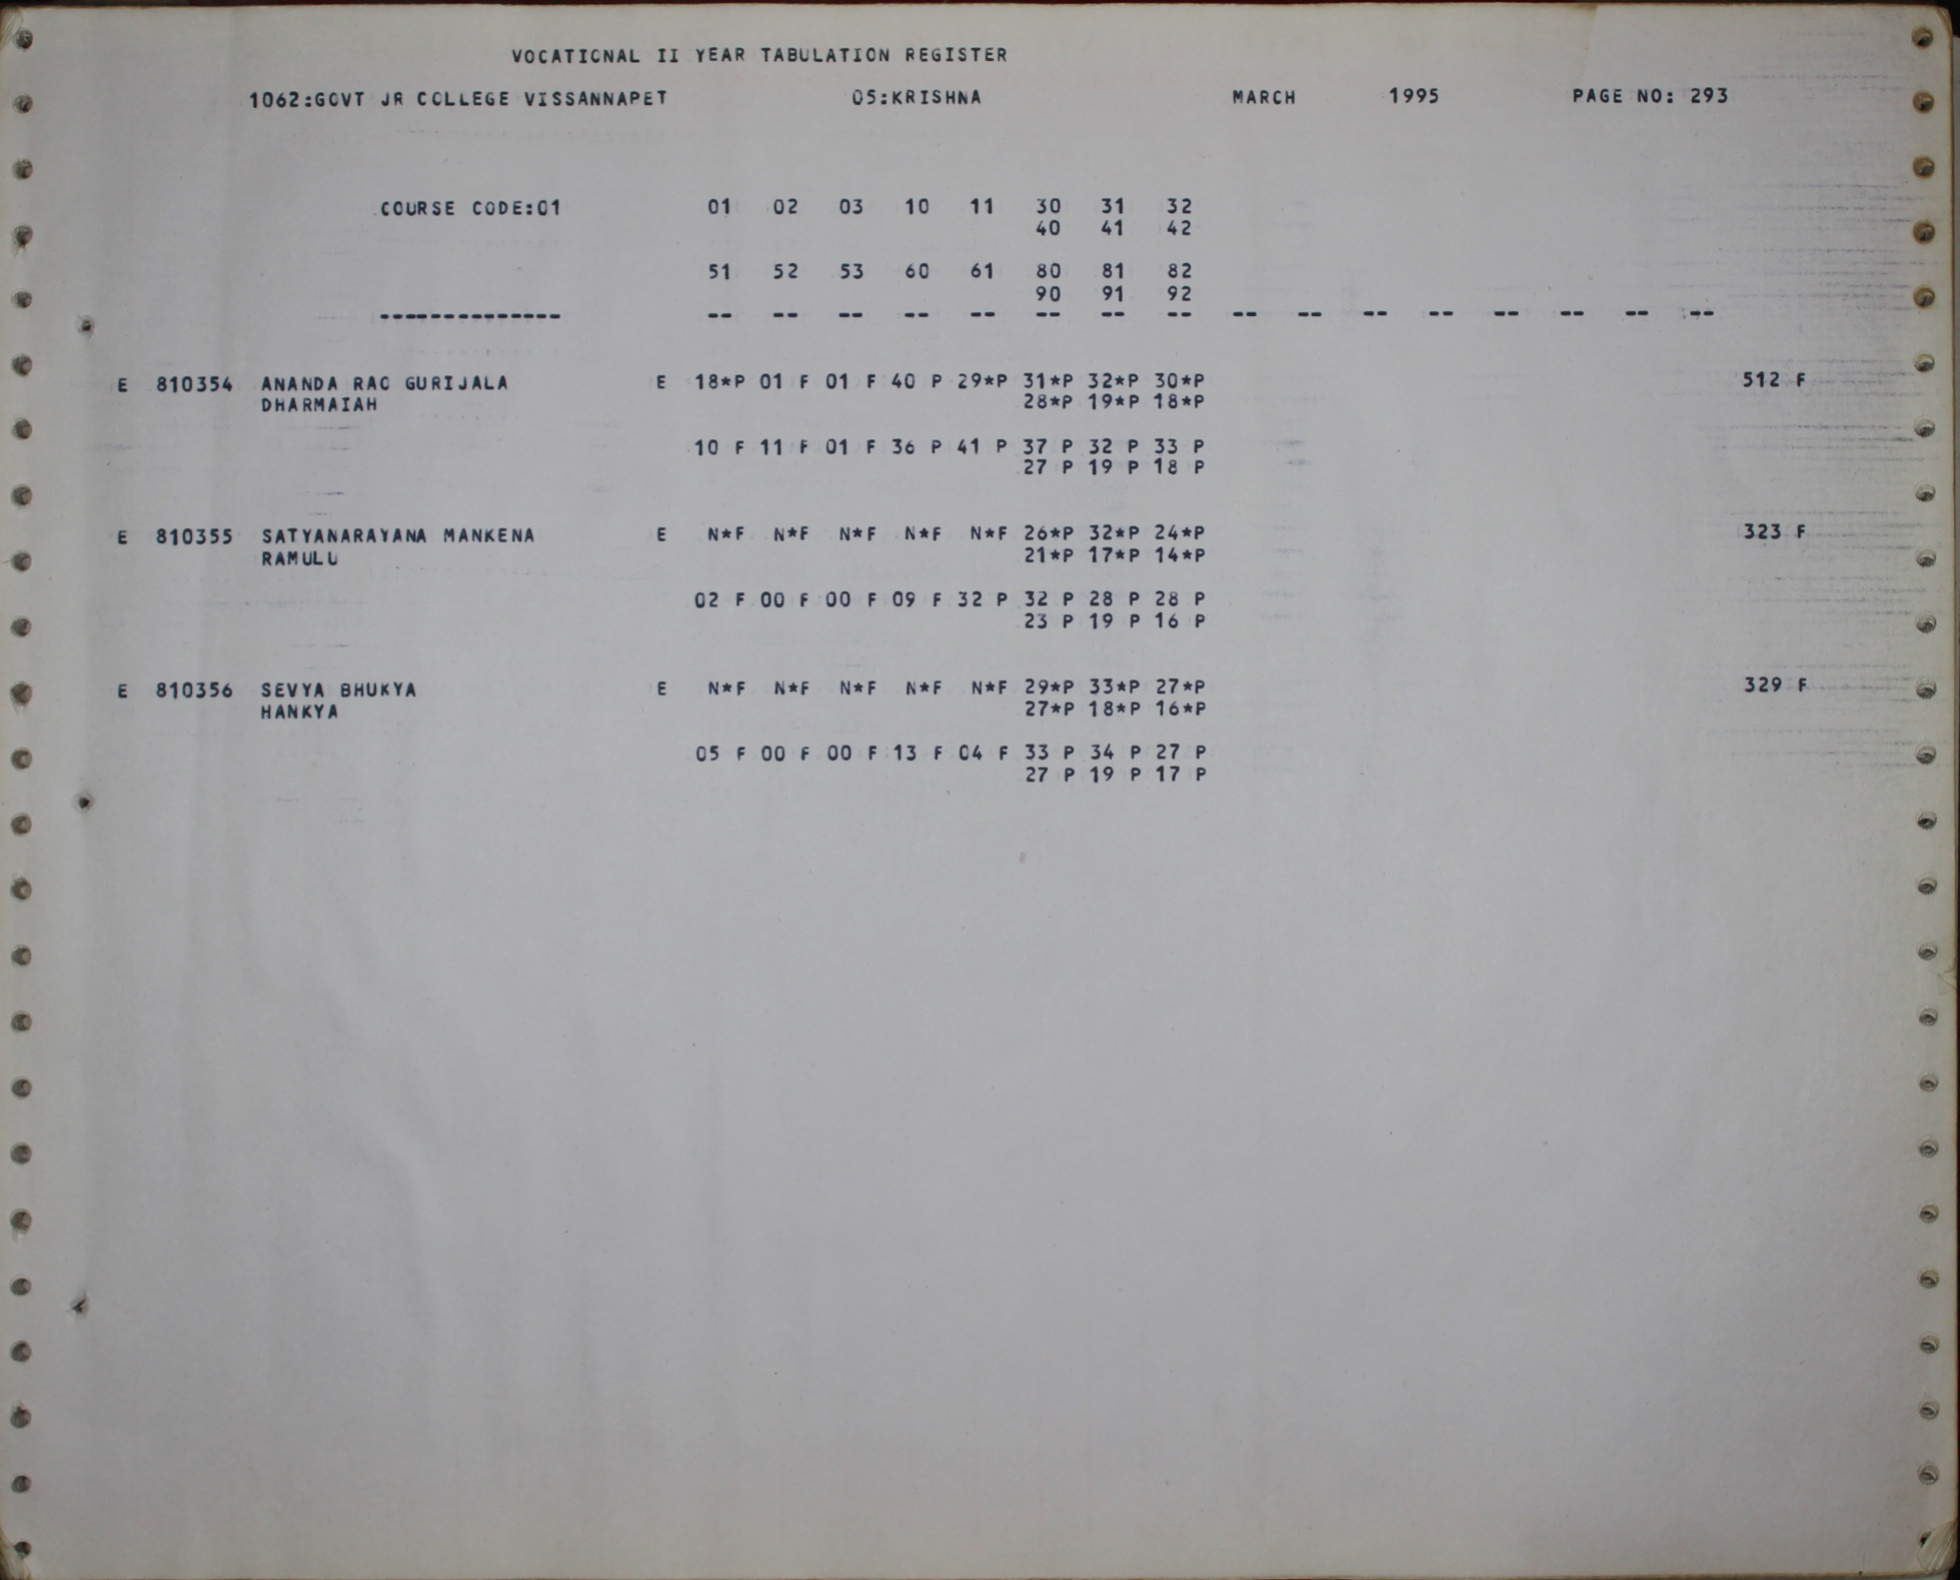 VOCATIONAL II YEAR TABULATION REGISTER
1062:GOVT JR COLLEGE VISSANNAPET 05:KRISHNA MARCH 1995 PAGE NO: 293
COURSE CODE:01 01 02 03 10 11 30 31 32
40 41 42
51 52 53 60 61 80 81 82
90 91 92
-------------- -- -- -- -- -- -- -- -- -- -- -- -- -- -- -- --
E 810354 ANANDA RAO GURIJALA E 18*P 01 F 01 F 40 P 29*P 31*P 32*P 30*P 512 F
DHARMAIAH 28*P 19*P 18*P
10 F 11 F 01 F 36 P 41 P 37 P 32 P 33 P
27 P 19 P 18 P
E 810355 SATYANARAYANA MANKENA E N*F N*F N*F N*F N*F 26*P 32*P 24*P 323 F
RAMULU 21*P 17*P 14*P
02 F 00 F 00 F 09 F 32 P 32 P 28 P 28 P
23 P 19 P 16 P
E 810356 SEVYA BHUKYA E N*F N*F N*F N*F N*F 29*P 33*P 27*P 329 F
HANKYA 27*P 18*P 16*P
05 F 00 F 00 F 13 F 04 F 33 P 34 P 27 P
27 P 19 P 17 P